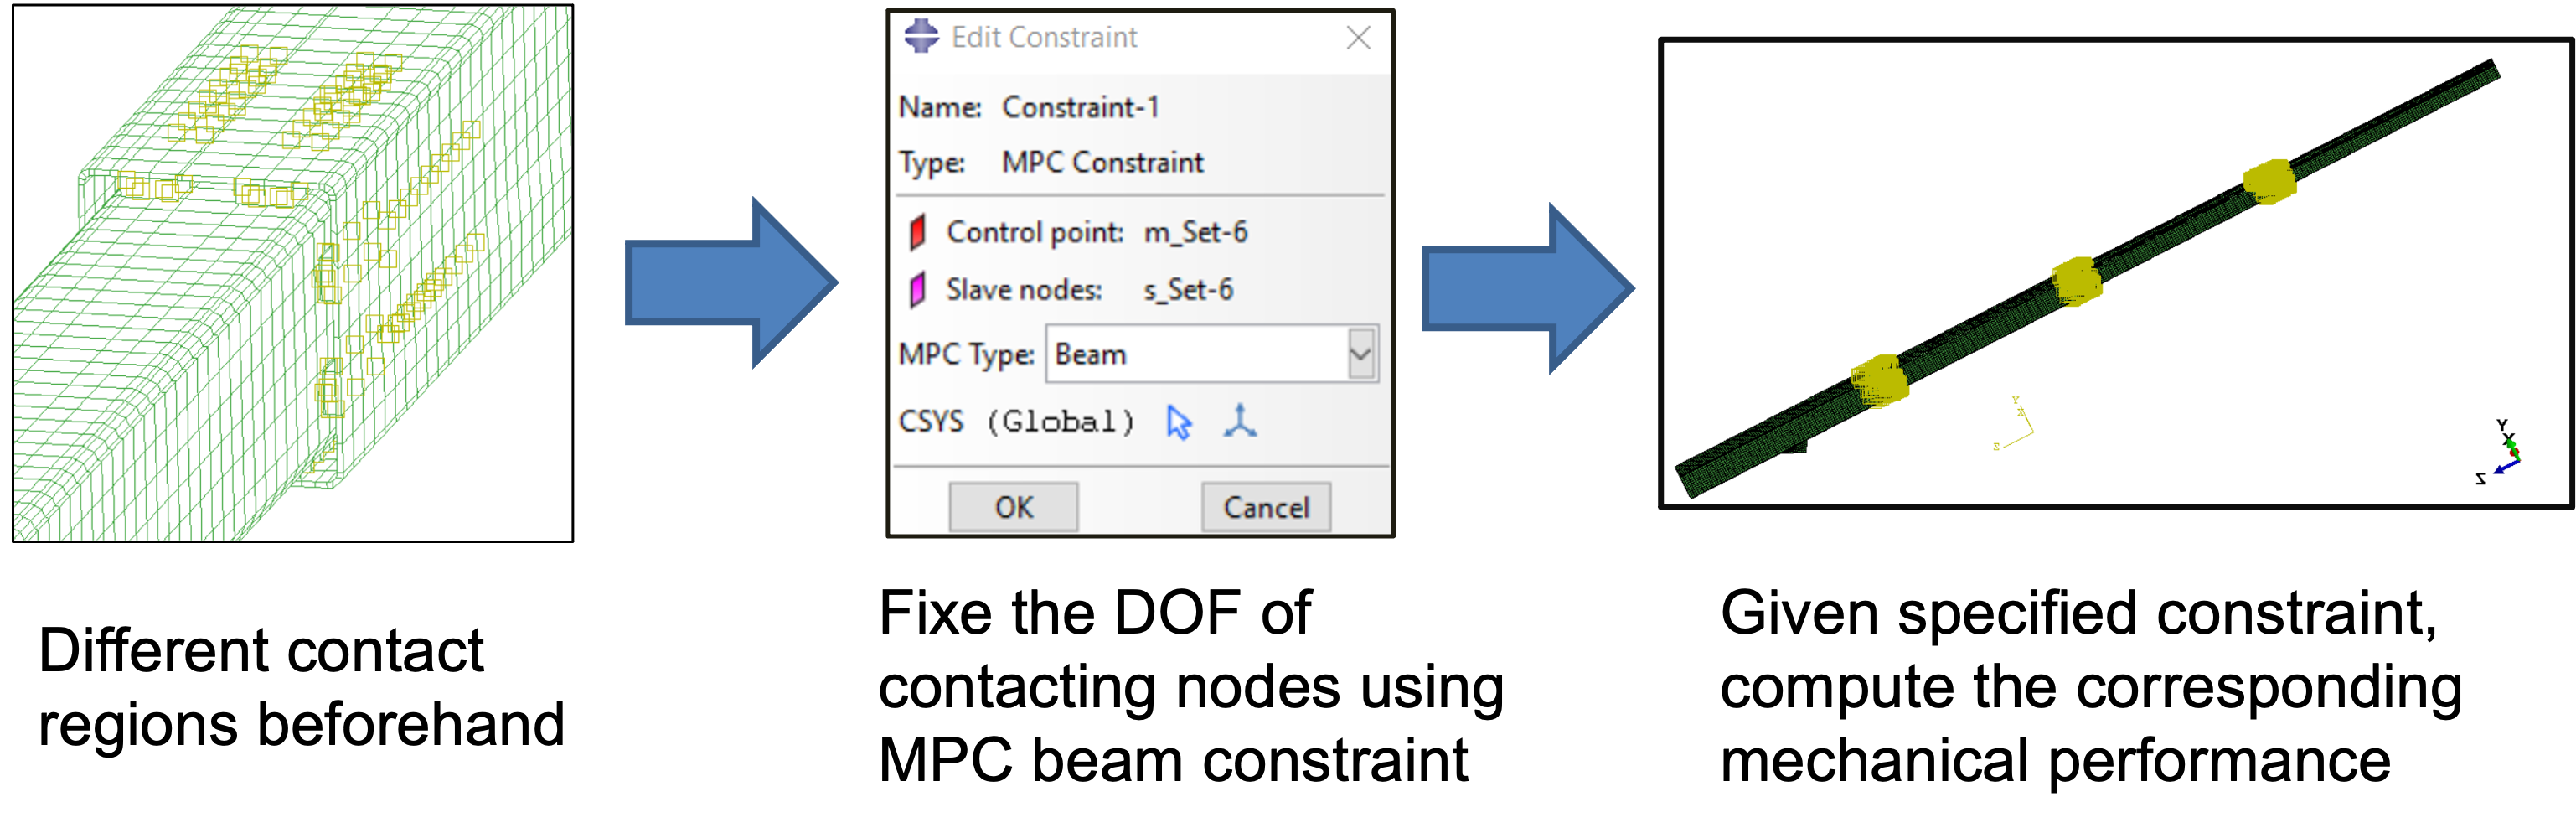 Edit Constraint
Name: Constraint-1
Type: MPC Constraint
Control point: m_Set-6
Slave nodes: s_Set-6
MPC Type: Beam
CSYS (Global)
OK Cancel
Y
X
Z
Y
X
Z
Different contact
regions beforehand
Fixe the DOF of
contacting nodes using
MPC beam constraint
Given specified constraint,
compute the corresponding
mechanical performance